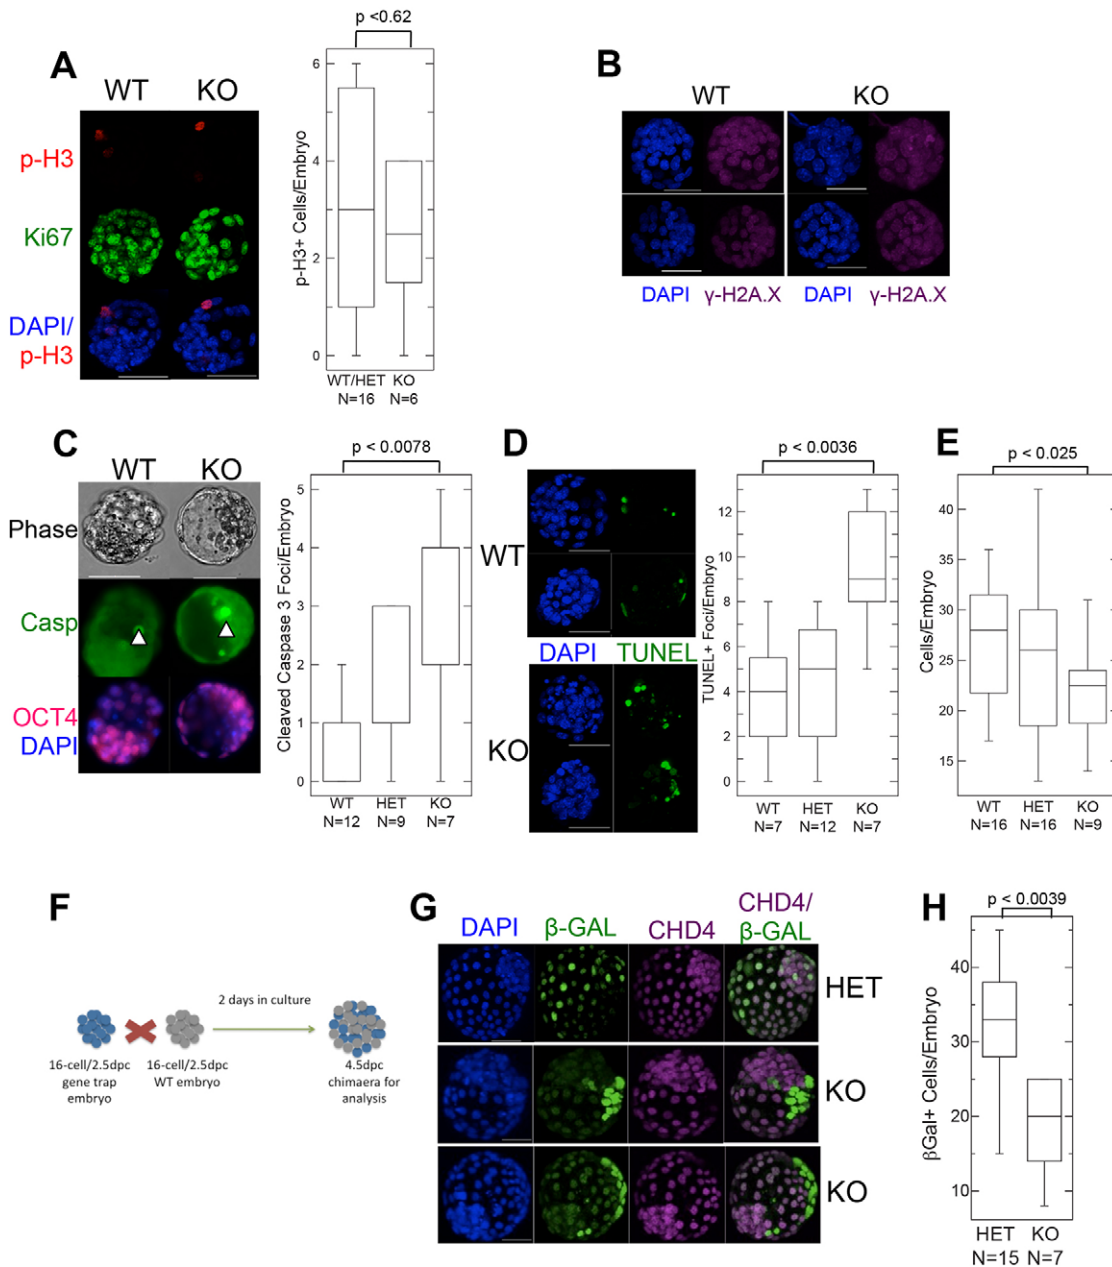 A
WT
KO
p-H3
Ki67
DAPI/
p-H3
p <0.62
p-H3+ Cells/Embryo
6
4
2
0
WT/HET
N=16
KO
N=6
B
WT
KO
DAPI
γ-H2A.X
DAPI
γ-H2A.X
C
WT
KO
Phase
Casp
OCT4
DAPI
p < 0.0078
Cleaved Caspase 3 Foci/Embryo
5
4
3
2
1
0
WT
N=12
HET
N=9
KO
N=7
D
WT
DAPI
TUNEL
KO
p < 0.0036
TUNEL+ Foci/Embryo
12
10
8
6
4
2
0
WT
N=7
HET
N=12
KO
N=7
E
p < 0.025
Cells/Embryo
40
35
30
25
20
15
WT
N=16
HET
N=16
KO
N=9
F
2 days in culture
16-cell/2.5dpc
gene trap
embryo
16-cell/2.5dpc
WT embryo
4.5dpc
chimaera for
analysis
G
DAPI
β-GAL
CHD4
CHD4/
β-GAL
HET
KO
KO
H
p < 0.0039
βGal+ Cells/Embryo
40
30
20
10
HET
N=15
KO
N=7